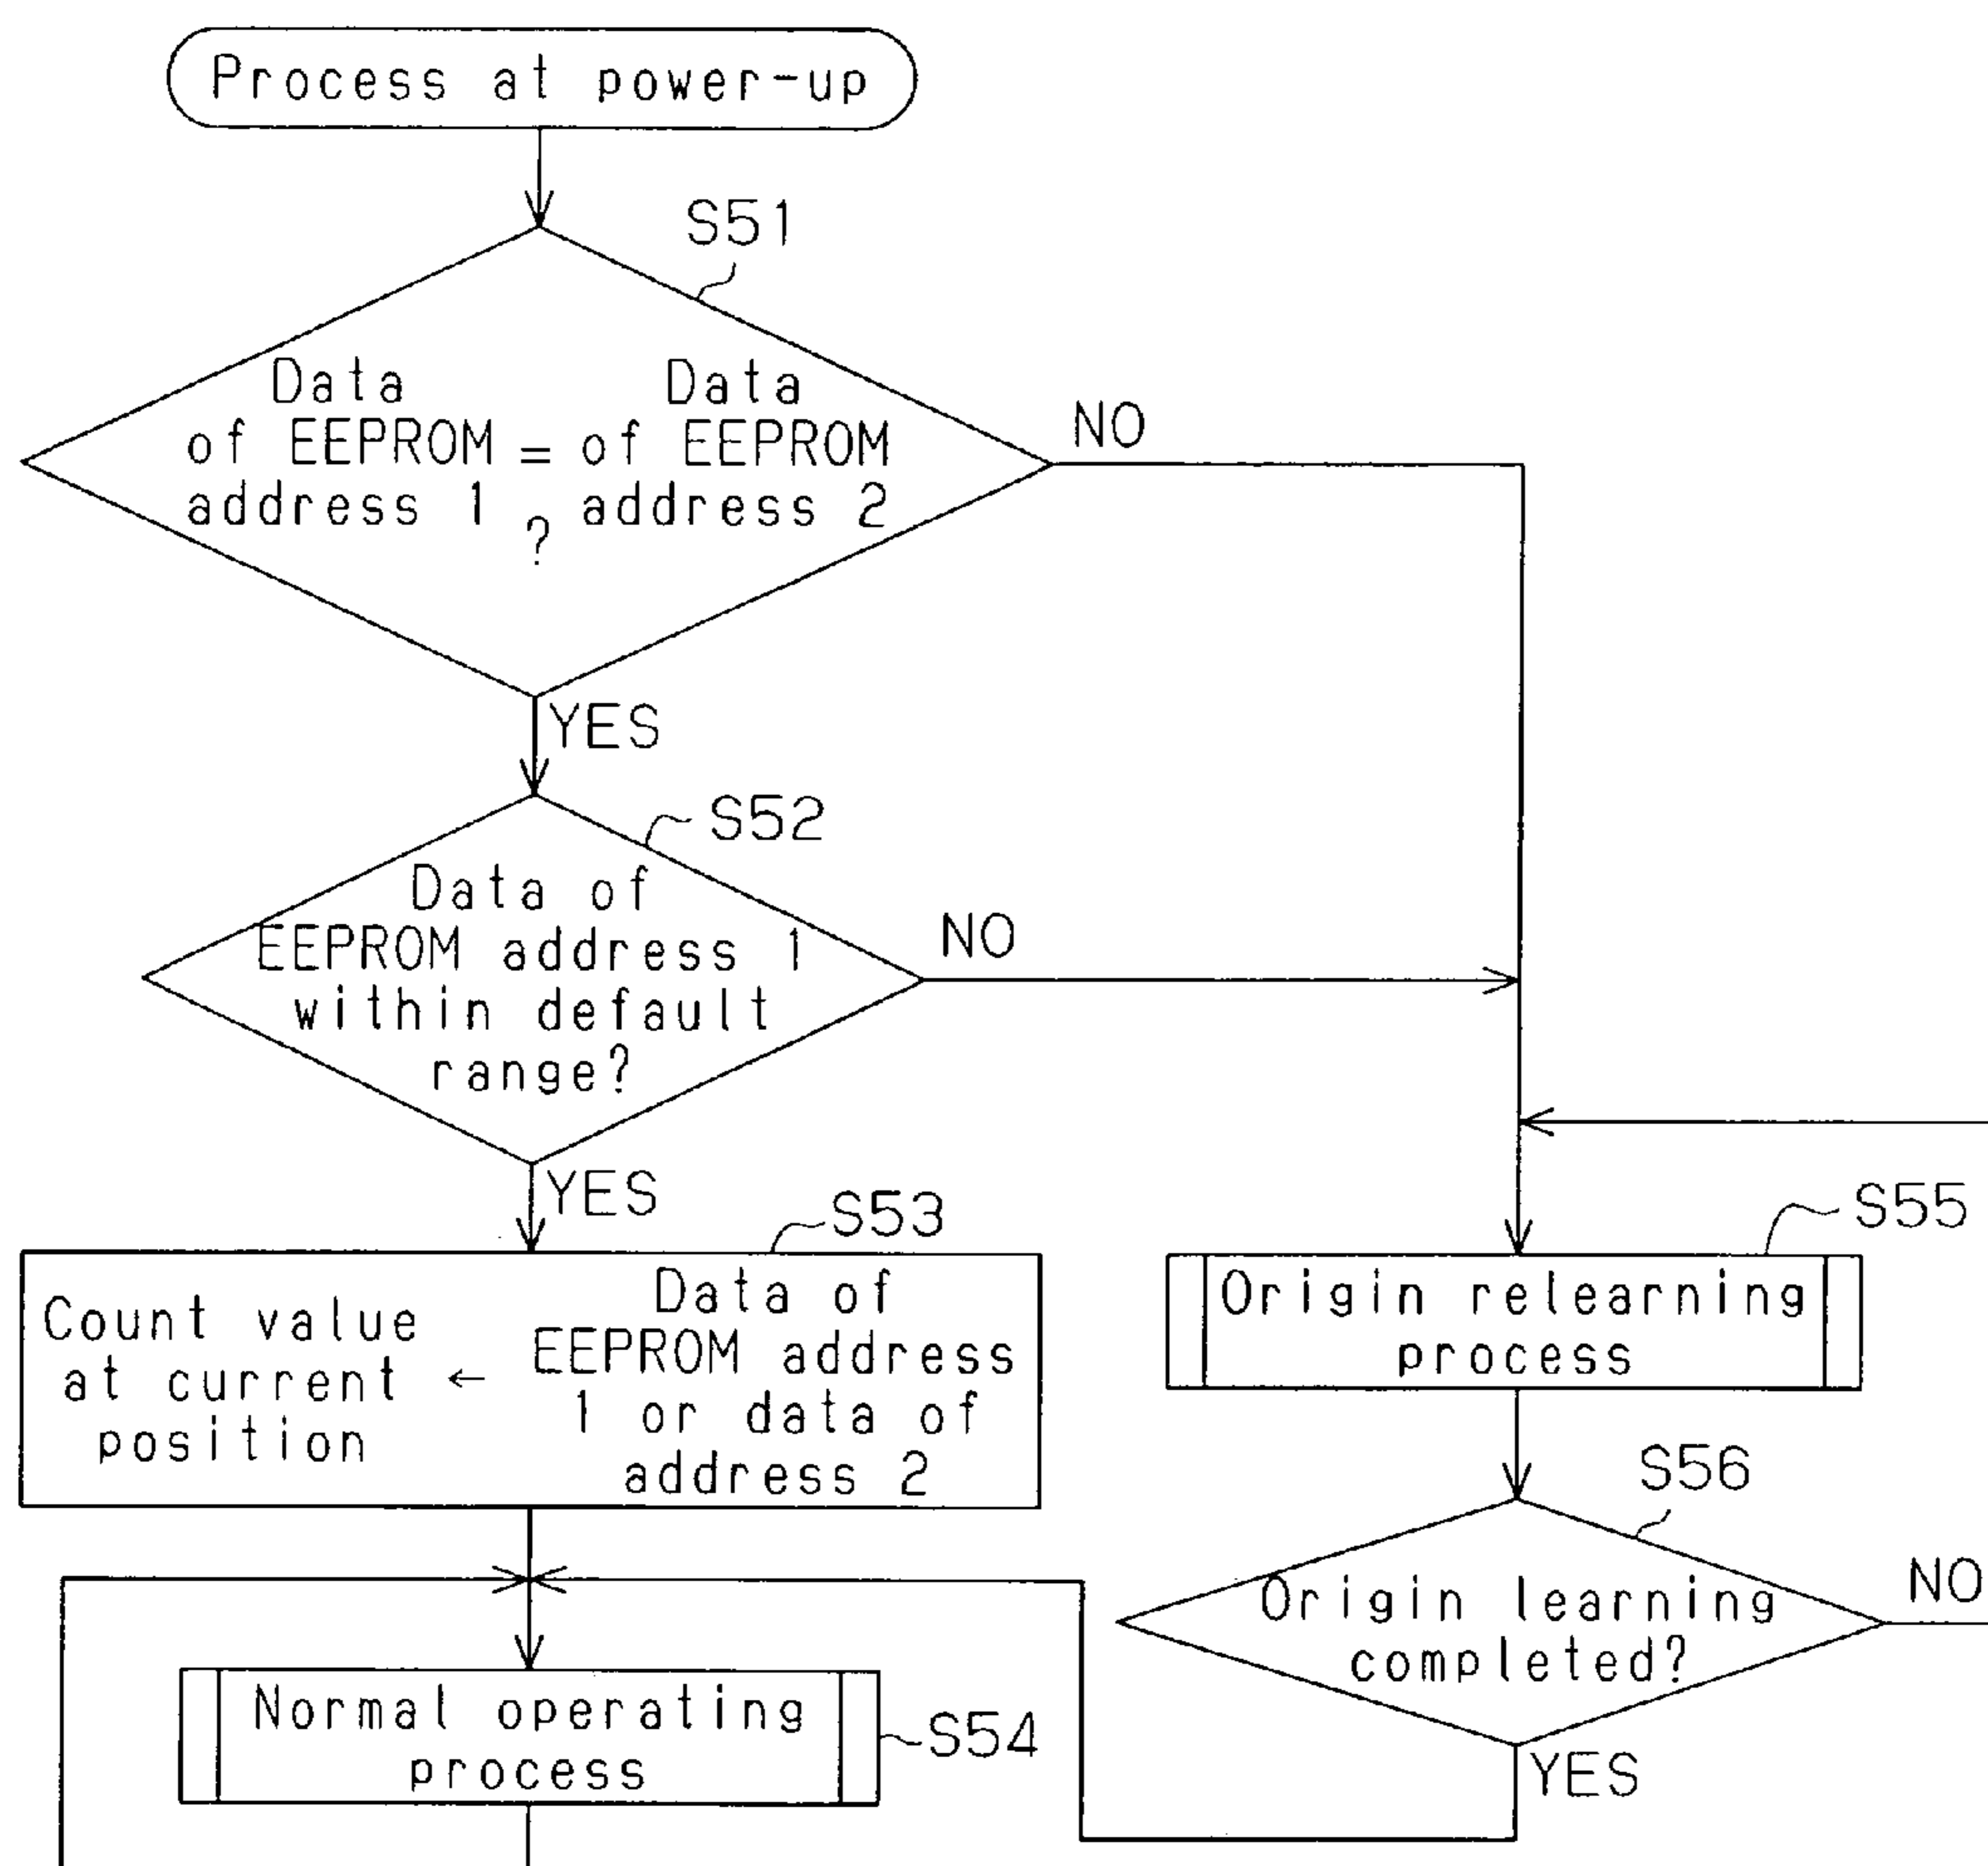 Process at power-up
S51
Data Data
of EEPROM = of EEPROM
address 1 address 2
?
NO
YES
S52
Data of
EEPROM address 1
within default
range?
NO
YES
S53
Count value
at current
position
←
Data of
EEPROM address
1 or data of
address 2
S55
Origin relearning
process
S56
Origin learning
completed?
NO
YES
Normal operating
process
S54